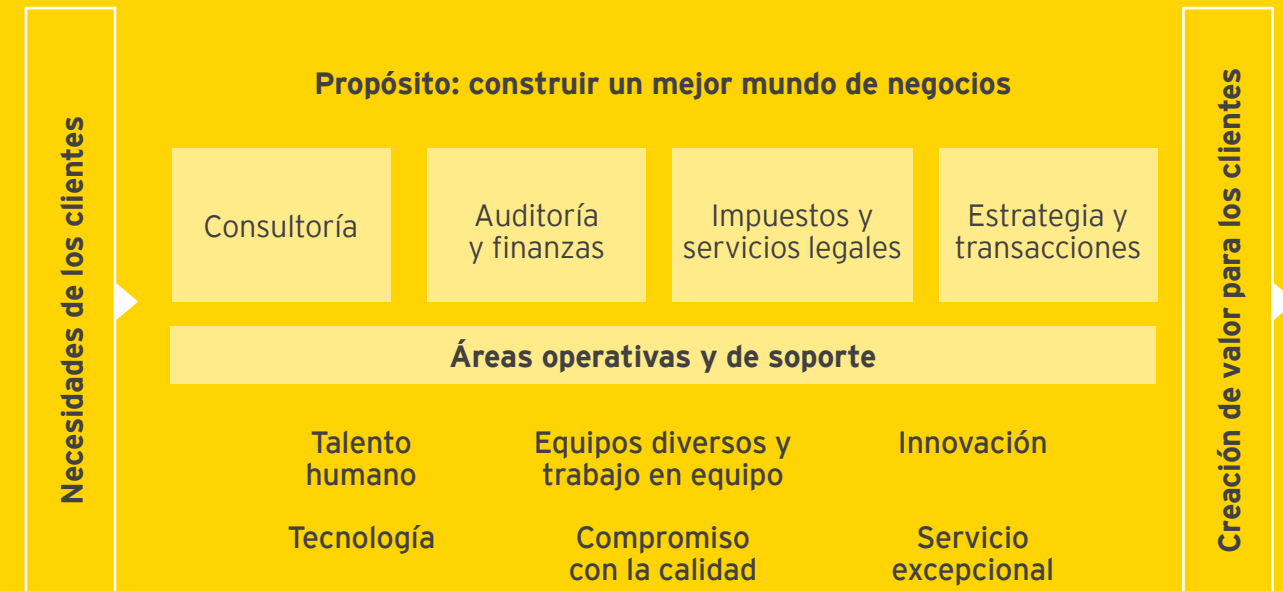 Necesidades de los clientes
Propósito: construir un mejor mundo de negocios
Consultoría
Auditoría
y finanzas
Impuestos y
servicios legales
Estrategia y
transacciones
Áreas operativas y de soporte
Talento
humano
Equipos diversos y
trabajo en equipo
Innovación
Tecnología
Compromiso
con la calidad
Servicio
excepcional
Creación de valor para los clientes